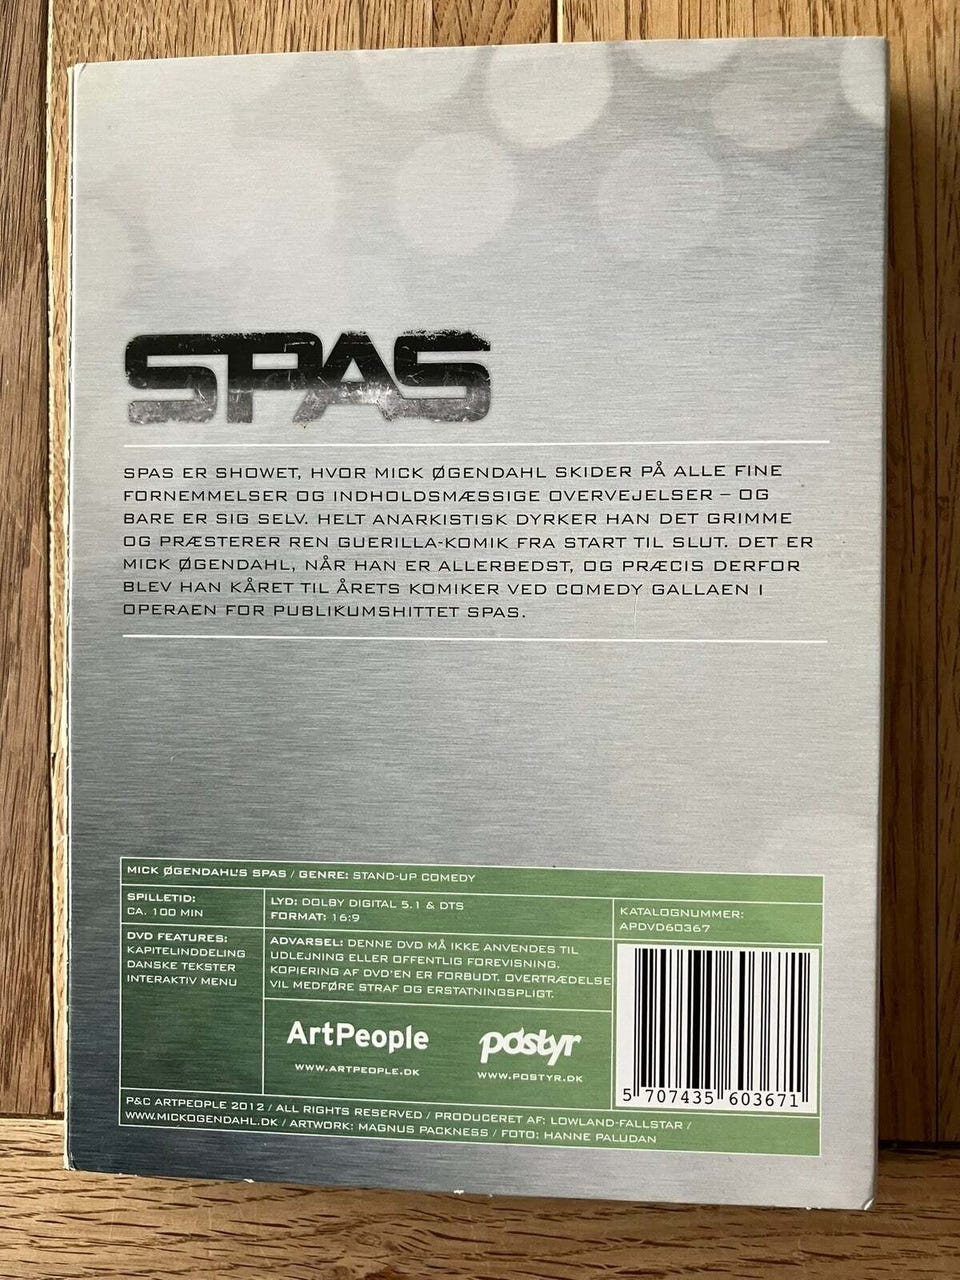 SPAS
SPAS ER SHOWET, HVOR MICK ØGENDAHL SKIDER PÅ ALLE FINE
FORNEMMELSER OG INDHOLDSMÆSSIGE OVERVEJELSER – OG
BARE ER SIG SELV. HELT ANARKISTISK DYRKER HAN DET GRIMME
OG PRÆSTERER REN GUERILLA-KOMIK FRA START TIL SLUT. DET ER
MICK ØGENDAHL, NÅR HAN ER ALLERBEDST, OG PRÆCIS DERFOR
BLEV HAN KÅRET TIL ÅRETS KOMIKER VED COMEDY GALLAEN I
OPERAEN FOR PUBLIKUMSHITTET SPAS.
MICK ØGENDAHL'S SPAS / GENRE: STAND-UP COMEDY
SPILLETID:
CA. 100 MIN
LYD: DOLBY DIGITAL 5.1 & DTS
FORMAT: 16:9
KATALOGNUMMER:
APDVD60367
DVD FEATURES:
KAPITELINDDELING
DANSKE TEKSTER
INTERAKTIV MENU
ADVARSEL: DENNE DVD MÅ IKKE ANVENDES TIL
UDLEJNING ELLER OFFENTLIG FOREVISNING.
KOPIERING AF DVD'EN ER FORBUDT. OVERTRÆDELSE
VIL MEDFØRE STRAF OG ERSTATNINGSPLIGT.
ArtPeople
WWW.ARTPEOPLE.DK
postyr
WWW.POSTYR.DK
5 707435 603671
P&C ARTPEOPLE 2012 / ALL RIGHTS RESERVED / PRODUCERET AF: LOWLAND-FALLSTAR /
WWW.MICKOGENDAHL.DK / ARTWORK: MAGNUS PACKNESS / FOTO: HANNE PALUDAN